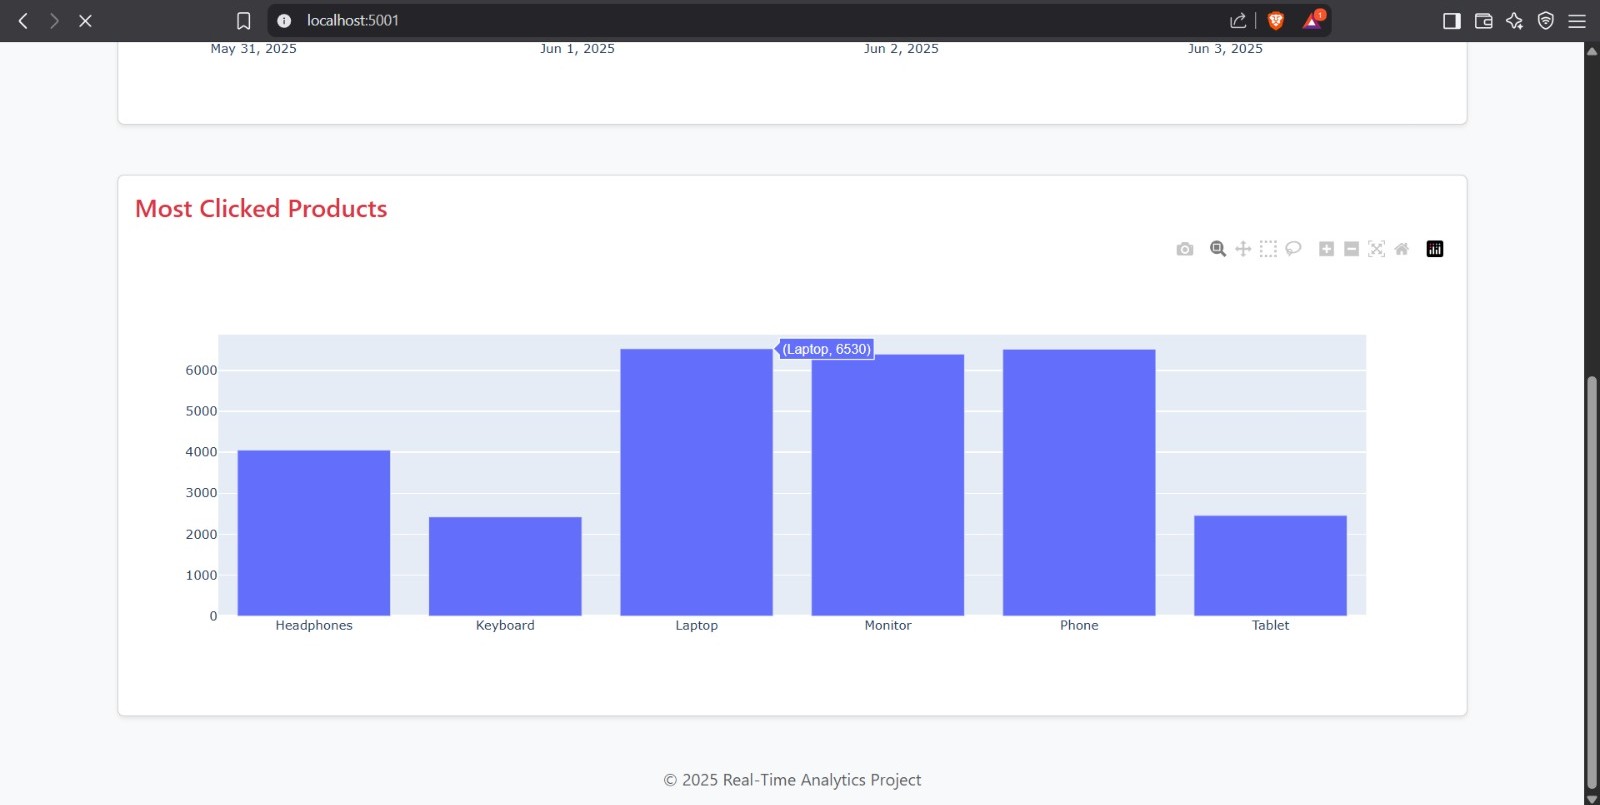 localhost:5001
1
May 31, 2025 Jun 1, 2025 Jun 2, 2025 Jun 3, 2025
Most Clicked Products
(Laptop, 6530)
6000
5000
4000
3000
2000
1000
0
Headphones Keyboard Laptop Monitor Phone Tablet
© 2025 Real-Time Analytics Project